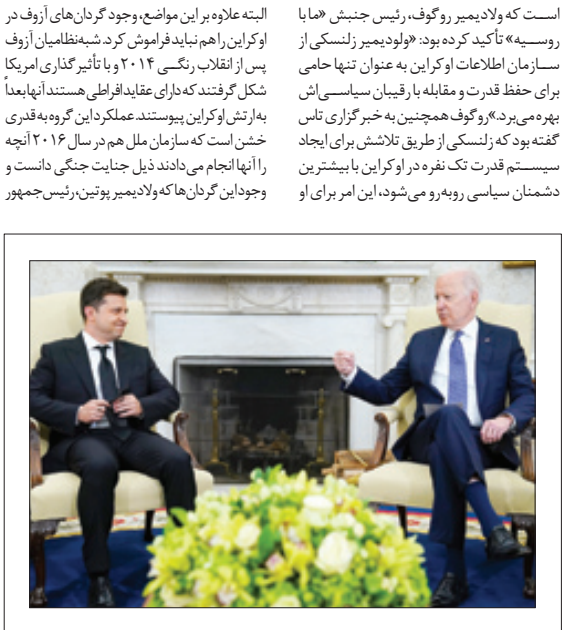 است که ولادیمیر روگوف، رئیس جنبش «ما با
روسیه» تأکید کرده بود: «ولودیمیر زلنسکی از
سازمان اطلاعات اوکراین به عنوان تنها حامی
برای حفظ قدرت و مقابله با رقیبان سیاسی‌اش
بهره می‌برد.» روگوف همچنین به خبرگزاری تاس
گفته بود که زلنسکی از طریق تلاشش برای ایجاد
سیستم قدرت تک نفره در اوکراین با بیشترین
دشمنان سیاسی روبه‌رو می‌شود، این امر برای او
البته علاوه بر این مواضع، وجود گردان‌های آزوف در
اوکراین را هم نباید فراموش کرد. شبه‌نظامیان آزوف
پس از انقلاب رنگی ۲۰۱۴ و با تأثیر گذاری امریکا
شکل گرفتند که دارای عقاید افراطی هستند آنها بعداً
به ارتش اوکراین پیوستند. عملکرد این گروه به قدری
خشن است که سازمان ملل هم در سال ۲۰۱۶ آنچه
را آنها انجام می‌دادند ذیل جنایت جنگی دانست و
وجود این گردان‌ها که ولادیمیر پوتین، رئیس جمهور